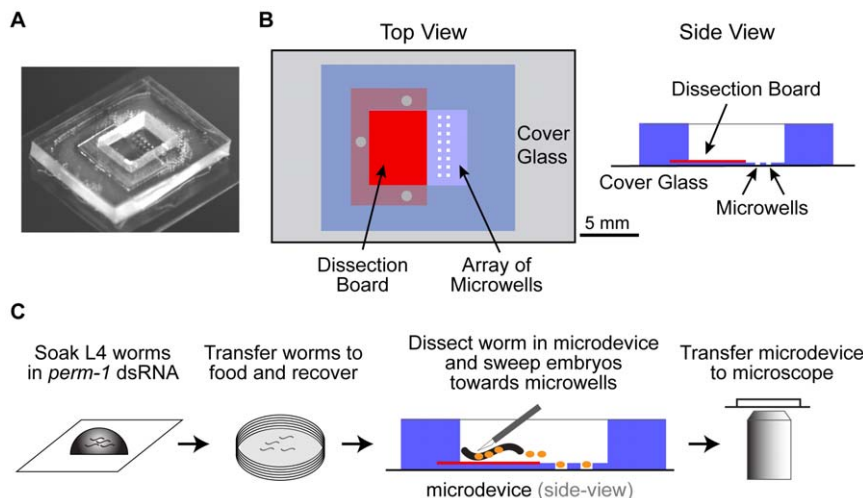 A
B
Top View
Side View
Dissection Board
Cover
Glass
Cover Glass
Microwells
5 mm
Dissection
Board
Array of
Microwells
C
Soak L4 worms
in perm-1 dsRNA
Transfer worms to
food and recover
Dissect worm in microdevice
and sweep embryos
towards microwells
Transfer microdevice
to microscope
microdevice (side-view)